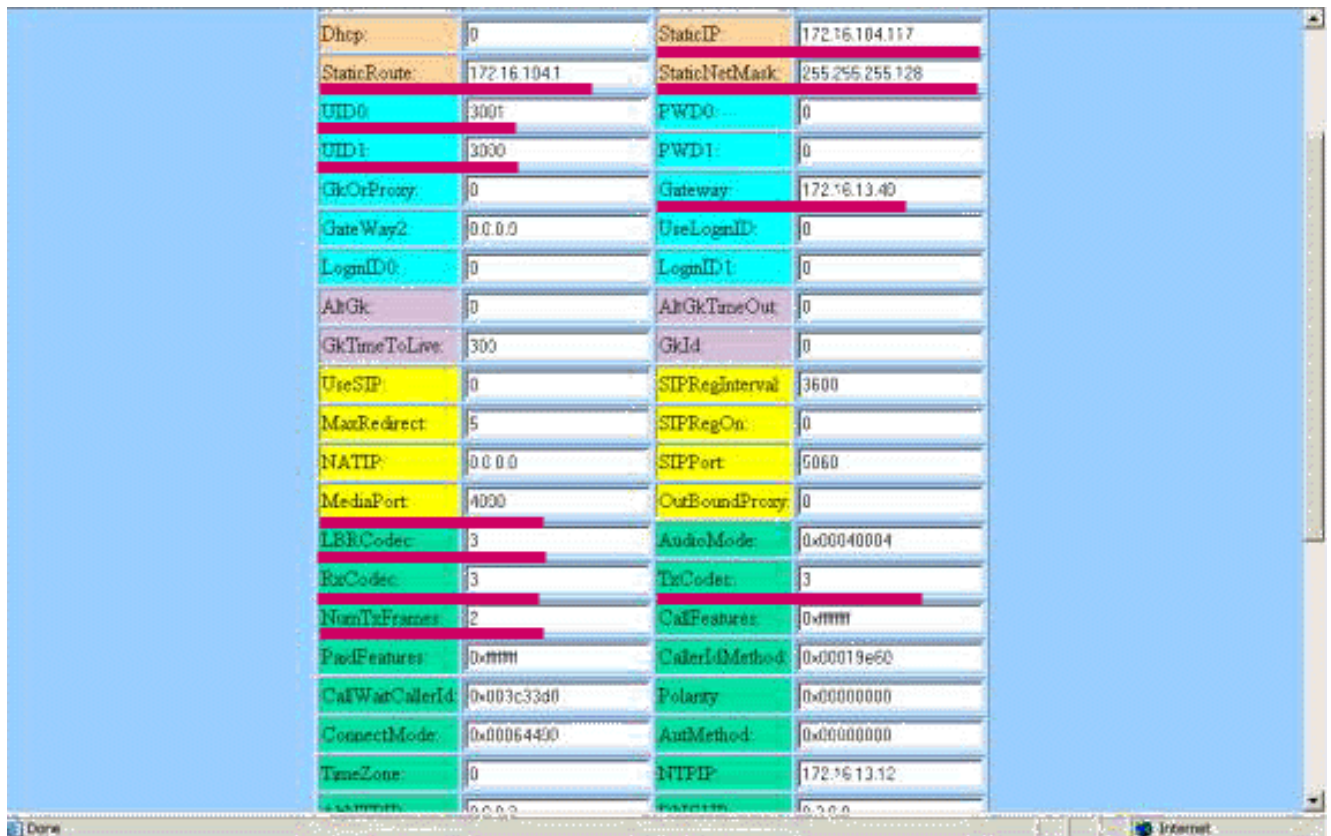 Dhcp: 0 StaticIP: 172.16.104.117
StaticRoute: 172.16.104.1 StaticNetMask: 255.255.255.128
UID0: 3001 PWD0: 0
UID1: 3000 PWD1: 0
GkOrProxy: 0 Gateway: 172.16.13.40
GateWay2: 0.0.0.0 UseLoginID: 0
LoginID0: 0 LoginID1: 0
AltGk: 0 AltGkTimeOut: 0
GkTimeToLive: 300 GkId: 0
UseSIP: 0 SIPRegInterval: 3600
MaxRedirect: 5 SIPRegOn: 0
NATIP: 0.0.0.0 SIPPort: 5060
MediaPort: 4000 OutBoundProxy: 0
LBRCodec: 3 AudioMode: 0x00040004
RxCodec: 3 TxCodec: 3
NumTxFrames: 2 CallFeatures:
PaidFeatures: CallerIdMethod: 0x00019e60
CallWaitCallerId: 0x003c33d0 Polarity: 0x00000000
ConnectMode: 0x00064400 AutMethod: 0x00000000
TimeZone: 0 NTPIP: 172.16.13.12
Done Internet